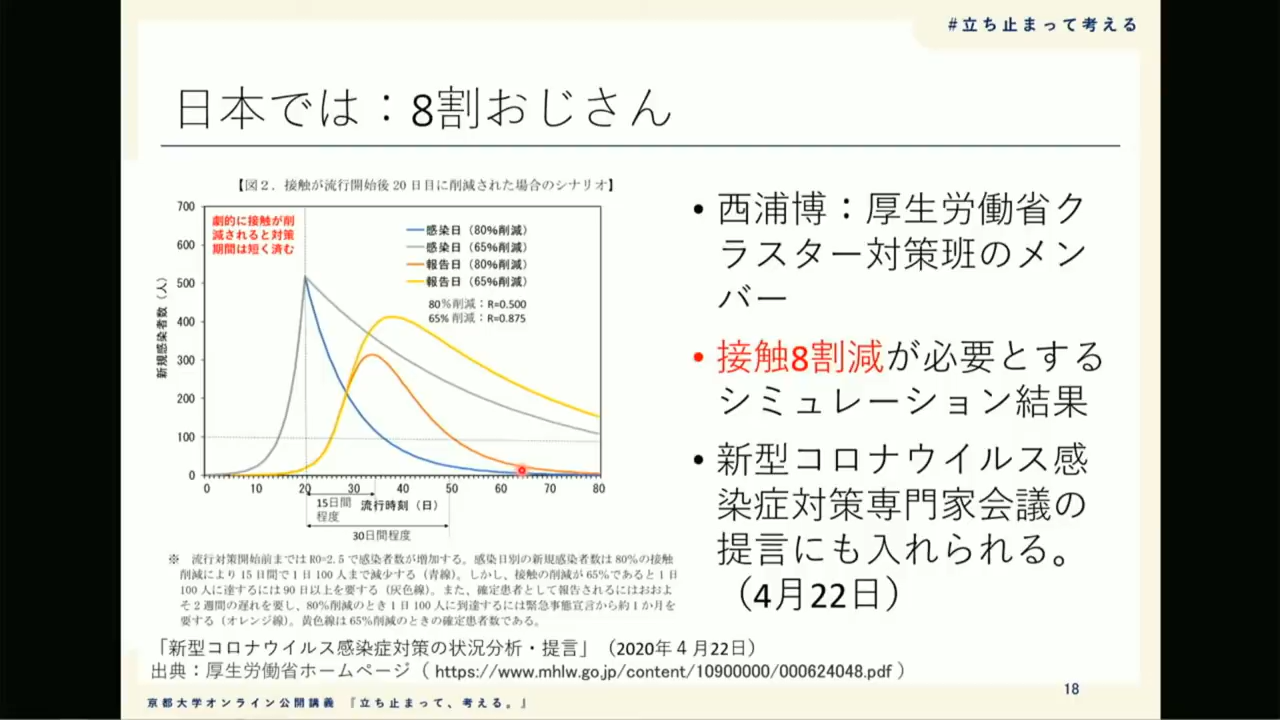 #立ち止まって考える
日本では：8割おじさん
【図２．接触が流行開始後 20 日目に削減された場合のシナリオ】
700
600
500
400
300
200
100
0
新規感染者数（人）
劇的に接触が削
減されると対策
期間は短く済む
感染日（80%削減）
感染日（65%削減）
報告日（80%削減）
報告日（65%削減）
80％削減：R=0.500
65% 削減：R=0.875
0 10 20 30 40 50 60 70 80
15日間
程度
流行時刻（日）
30日間程度
※ 流行対策開始前までは R0=2.5 で感染者数が増加する。感染日別の新規感染者数は 80%の接触
削減により 15 日間で 1 日 100 人まで減少する（青線）。しかし、接触の削減が 65%であると 1 日
100 人に達するには 90 日以上を要する（灰色線）。また、確定患者として報告されるにはおおよ
そ 2 週間の遅れを要し、80%削減のとき 1 日 100 人に到達するには緊急事態宣言から約 1 か月を
要する（オレンジ線）。黄色線は 65%削減のときの確定患者数である。
「新型コロナウイルス感染症対策の状況分析・提言」（2020年４月22日）
出典：厚生労働省ホームページ（ https://www.mhlw.go.jp/content/10900000/000624048.pdf ）
• 西浦博：厚生労働省ク
ラスター対策班のメン
バー
• 接触8割減が必要とする
シミュレーション結果
• 新型コロナウイルス感
染症対策専門家会議の
提言にも入れられる。
（4月22日）
18
京都大学オンライン公開講義 『立ち止まって、考える。』